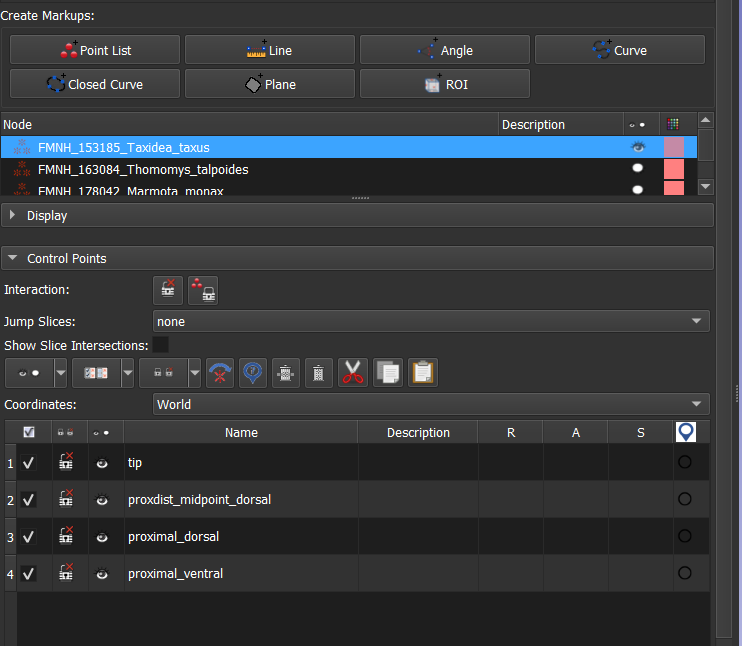 Create Markups:
Point List Line Angle Curve
Closed Curve Plane ROI
Node Description
FMNH_153185_Taxidea_taxus
FMNH_163084_Thomomys_talpoides
FMNH_178042_Marmota_monax
Display
Control Points
Interaction:
Jump Slices: none
Show Slice Intersections:
Coordinates: World
Name Description R A S
1 tip
2 proxdist_midpoint_dorsal
3 proximal_dorsal
4 proximal_ventral